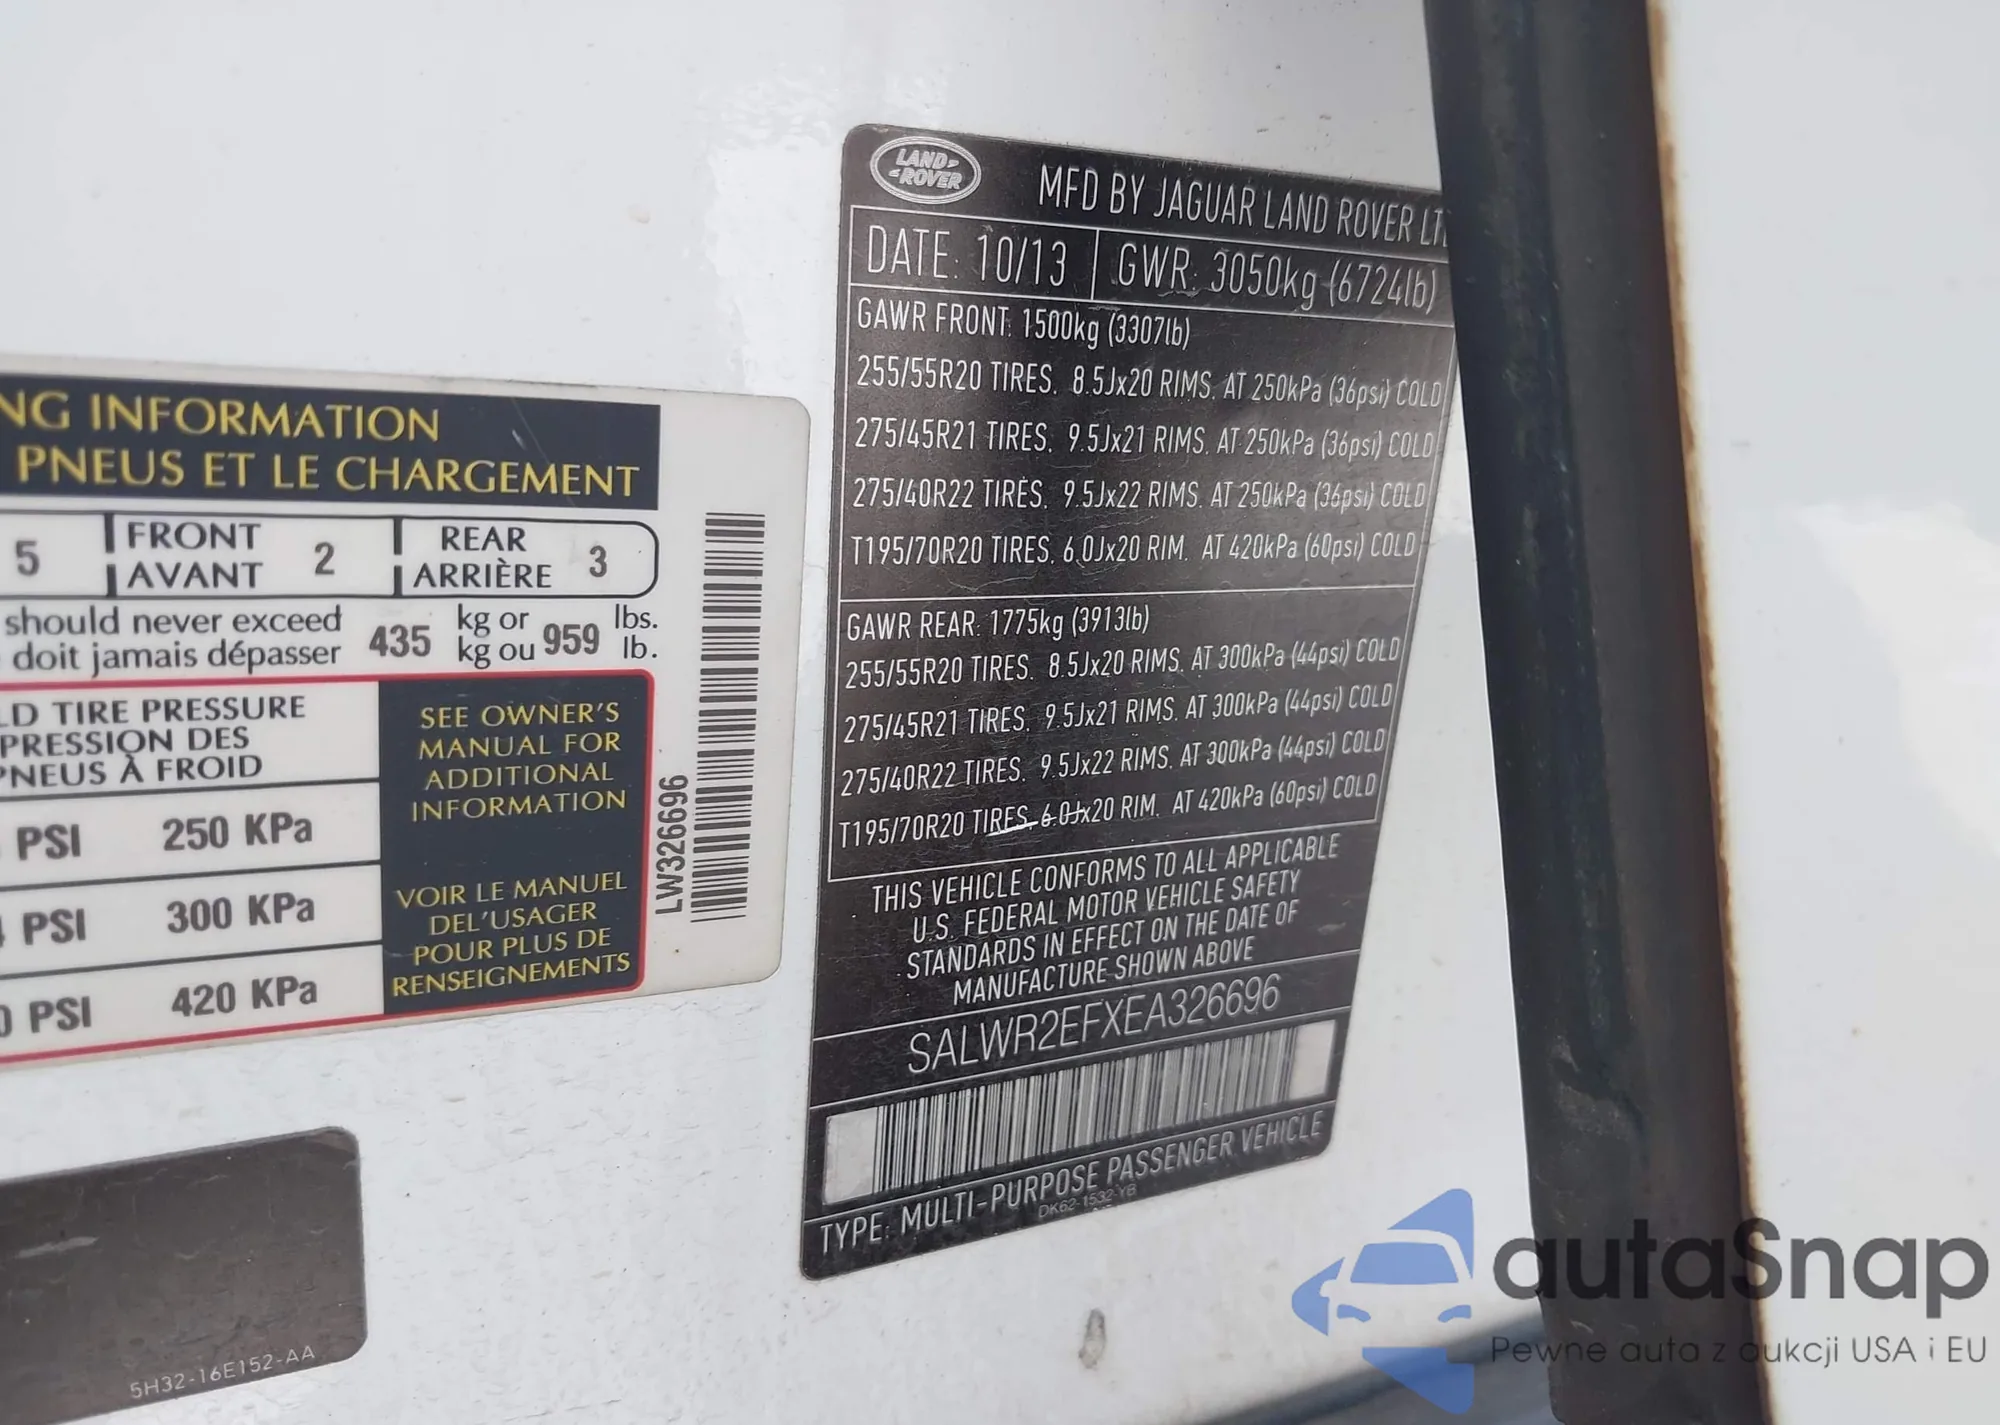 NG INFORMATION
PNEUS ET LE CHARGEMENT
5 FRONT AVANT 2 REAR ARRIÈRE 3
should never exceed
doit jamais dépasser
435 kg or kg ou 959 lbs. lb.
LD TIRE PRESSURE
PRESSION DES
PNEUS À FROID
PSI 250 KPa
PSI 300 KPa
0 PSI 420 KPa
SEE OWNER'S
MANUAL FOR
ADDITIONAL
INFORMATION
VOIR LE MANUEL
DEL'USAGER
POUR PLUS DE
RENSEIGNEMENTS
LW326696
5H32-16E152-AA
LAND
ROVER
MFD BY JAGUAR LAND ROVER LT
DATE: 10/13 GWR: 3050kg (6724lb)
GAWR FRONT: 1500kg (3307lb)
255/55R20 TIRES. 8.5Jx20 RIMS. AT 250kPa (36psi) COLD
275/45R21 TIRES. 9.5Jx21 RIMS. AT 250kPa (36psi) COLD
275/40R22 TIRES. 9.5Jx22 RIMS. AT 250kPa (36psi) COLD
T195/70R20 TIRES. 6.0Jx20 RIM. AT 420kPa (60psi) COLD
GAWR REAR: 1775kg (3913lb)
255/55R20 TIRES. 8.5Jx20 RIMS. AT 300kPa (44psi) COLD
275/45R21 TIRES. 9.5Jx21 RIMS. AT 300kPa (44psi) COLD
275/40R22 TIRES. 9.5Jx22 RIMS. AT 300kPa (44psi) COLD
T195/70R20 TIRES. 6.0Jx20 RIM. AT 420kPa (60psi) COLD
THIS VEHICLE CONFORMS TO ALL APPLICABLE
U.S. FEDERAL MOTOR VEHICLE SAFETY
STANDARDS IN EFFECT ON THE DATE OF
MANUFACTURE SHOWN ABOVE
SALWR2EFXEA326696
TYPE: MULTI-PURPOSE PASSENGER VEHICLE
DK62-1532-YB
autaSnap
Pewne auta z aukcji USA i EU